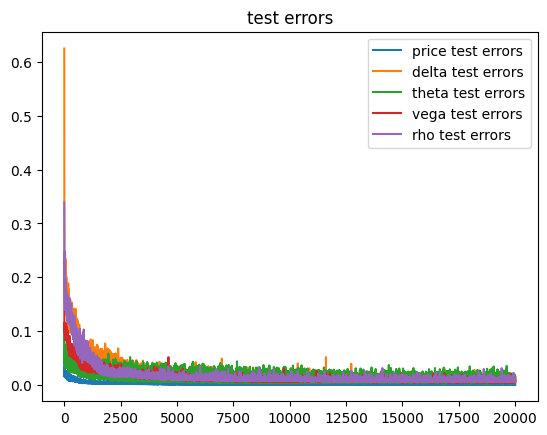 test errors
price test errors
delta test errors
theta test errors
vega test errors
rho test errors
0.6
0.5
0.4
0.3
0.2
0.1
0.0
0 2500 5000 7500 10000 12500 15000 17500 20000